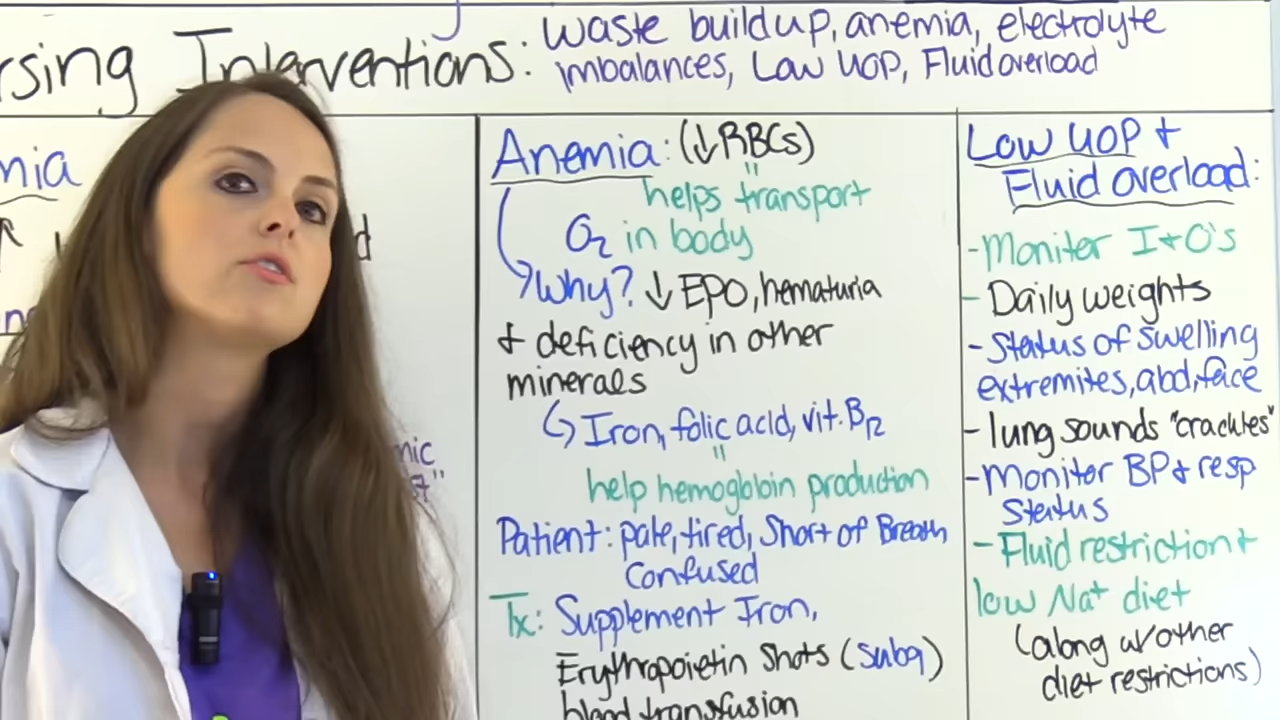 rsing Interventions: waste buildup, anemia, electrolyte
imbalances, Low UOP, Fluid overload
mia
Anemia: (↓RBCs)
helps transport
O2 in body
Why? ↓ EPO, hematuria
+ deficiency in other
minerals
↳ Iron, folic acid, vit. B12
help hemogloboin production
Patient: pale, tired, Short of Breath
Confused
Tx: Supplement Iron,
Erythropoietin Shots (subq)
blood transfusion
Low UOP +
Fluid overload:
- Moniter I+O's
- Daily weights
- Status of swelling
extremites, abd, face
- lung sounds "crackles"
- Monitor BP + resp
Status
- Fluid restriction +
low Na+ diet
(along w/other
diet restrictions)